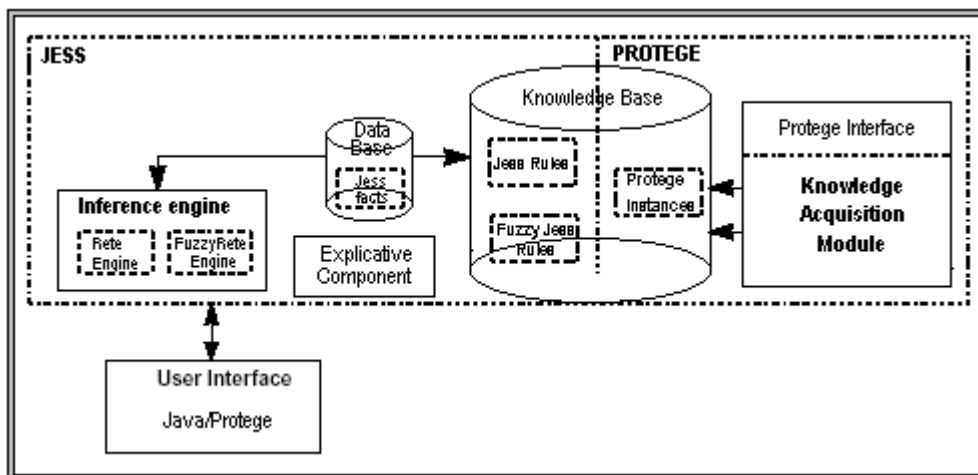 JESS
PROTEGE
Knowledge Base
Data
Base
Jess
facts
Jess Rules
Fuzzy Jess
Rules
Protege
Instances
Protege Interface
Knowledge
Acquisition
Module
Inference engine
Rete
Engine
FuzzyRete
Engine
Explicative
Component
User Interface
Java/Protege